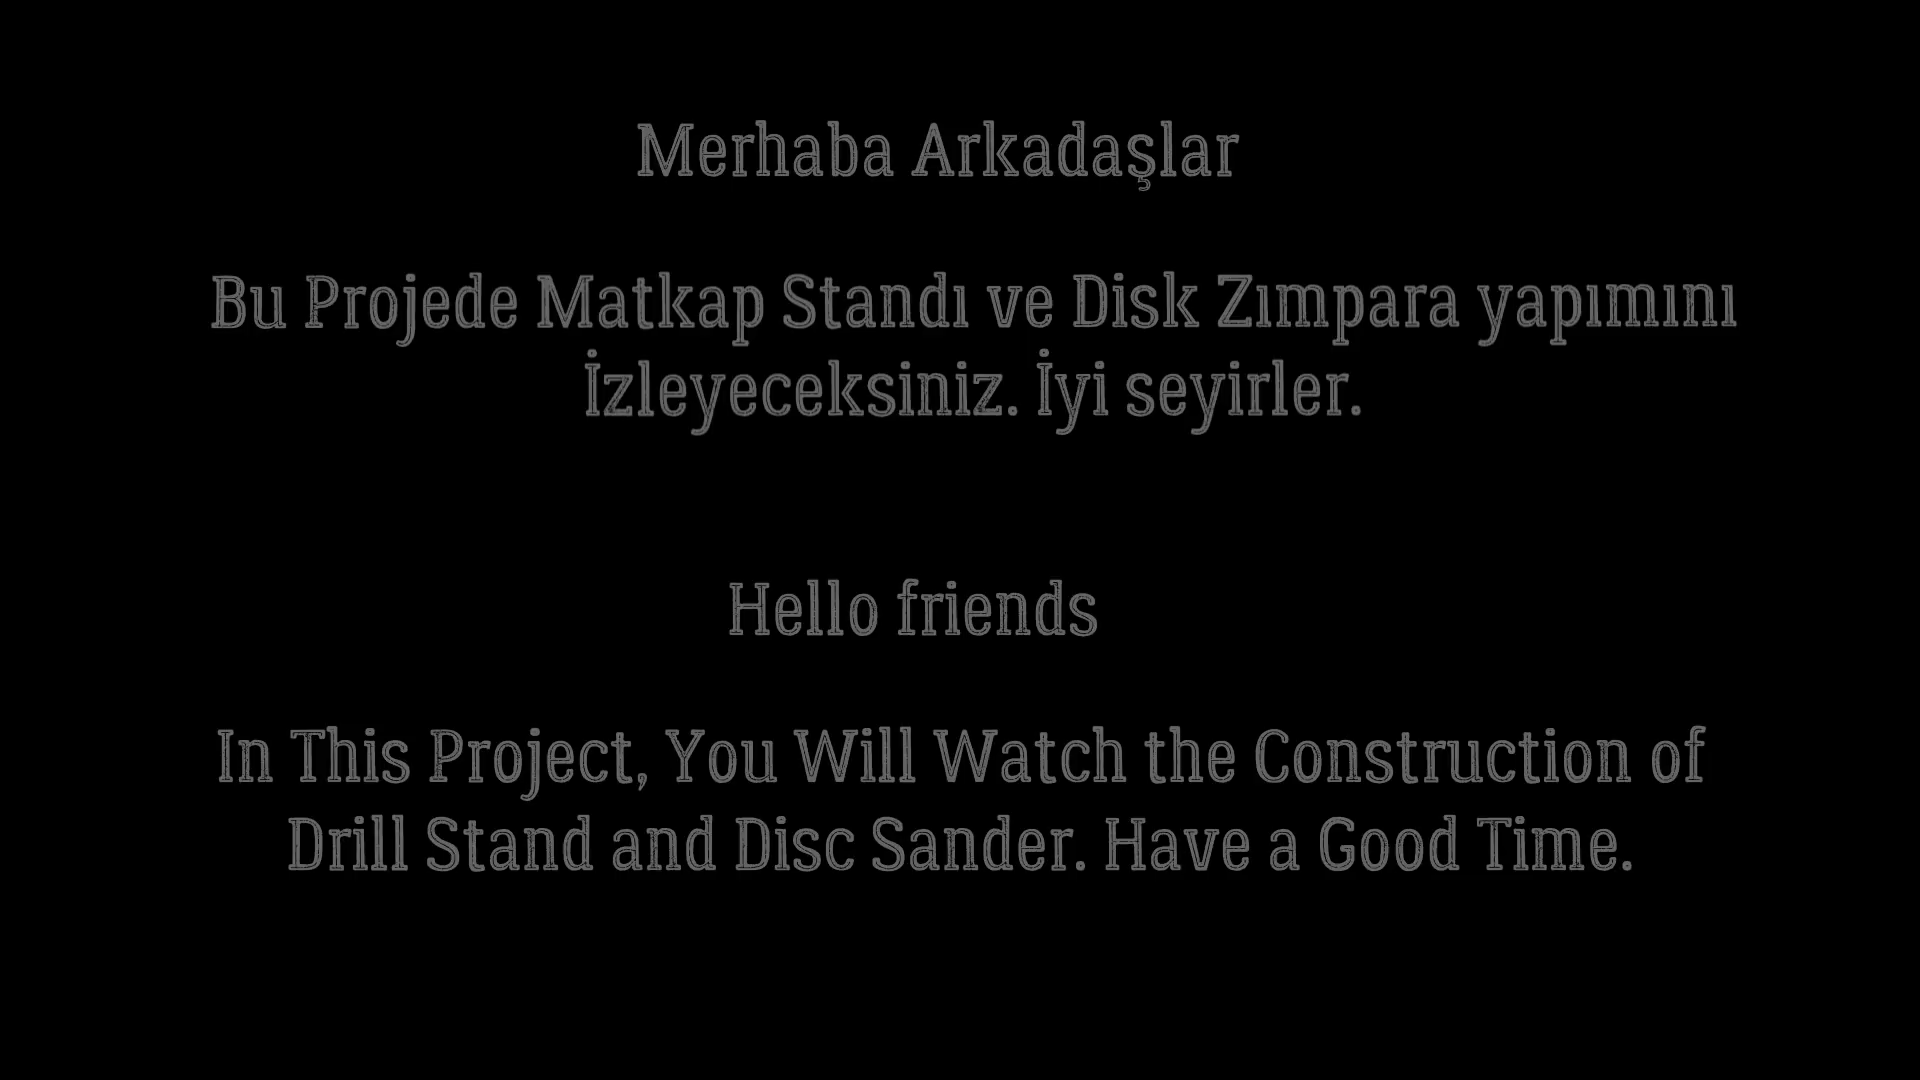 Merhaba Arkadaşlar
Bu Projede Matkap Standı ve Disk Zımpara yapımını
İzleyeceksiniz. İyi seyirler.
Hello friends
In This Project, You Will Watch the Construction of
Drill Stand and Disc Sander. Have a Good Time.